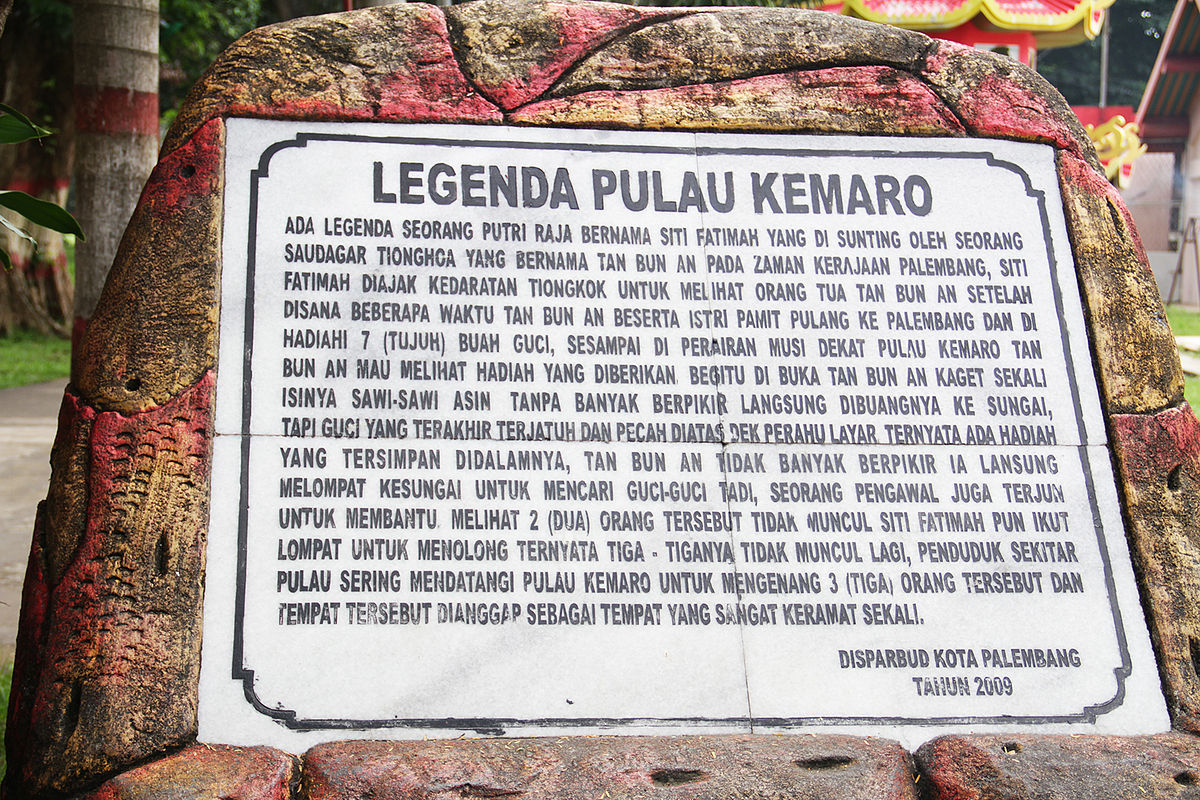 LEGENDA PULAU KEMARO
ADA LEGENDA SEORANG PUTRI RAJA BERNAMA SITI FATIMAH YANG DI SUNTING OLEH SEORANG
SAUDAGAR TIONGHOA YANG BERNAMA TAN BUN AN PADA ZAMAN KERAJAAN PALEMBANG, SITI
FATIMAH DIAJAK KEDARATAN TIONGKOK UNTUK MELIHAT ORANG TUA TAN BUN AN SETELAH
DISANA BEBERAPA WAKTU TAN BUN AN BESERTA ISTRI PAMIT PULANG KE PALEMBANG DAN DI
HADIAHI 7 (TUJUH) BUAH GUCI, SESAMPAI DI PERAIRAN MUSI DEKAT PULAU KEMARO TAN
BUN AN MAU MELIHAT HADIAH YANG DIBERIKAN BEGITU DI BUKA TAN BUN AN KAGET SEKALI
ISINYA SAWI-SAWI ASIN TANPA BANYAK BERPIKIR LANGSUNG DIBUANGNYA KE SUNGAI,
TAPI GUCI YANG TERAKHIR TERJATUH DAN PECAH DIATAS DEK PERAHU LAYAR TERNYATA ADA HADIAH
YANG TERSIMPAN DIDALAMNYA, TAN BUN AN TIDAK BANYAK BERPIKIR IA LANSUNG
MELOMPAT KESUNGAI UNTUK MENCARI GUCI-GUCI TADI, SEORANG PENGAWAL JUGA TERJUN
UNTUK MEMBANTU MELIHAT 2 (DUA) ORANG TERSEBUT TIDAK MUNCUL SITI FATIMAH PUN IKUT
LOMPAT UNTUK MENOLONG TERNYATA TIGA - TIGANYA TIDAK MUNCUL LAGI, PENDUDUK SEKITAR
PULAU SERING MENDATANGI PULAU KEMARO UNTUK MENGENANG 3 (TIGA) ORANG TERSEBUT DAN
TEMPAT TERSEBUT DIANGGAP SEBAGAI TEMPAT YANG SANGAT KERAMAT SEKALI.
DISPARBUD KOTA PALEMBANG
TAHUN 2009